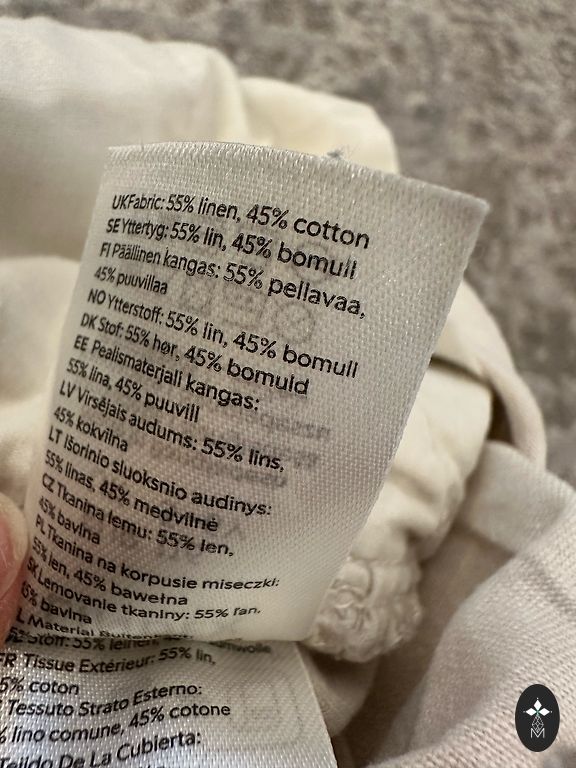 UK Fabric: 55% linen, 45% cotton
SE Yttertyg: 55% lin, 45% bomull
FI Päällinen kangas: 55% pellavaa,
45% puuvillaa
NO Ytterstoff: 55% lin, 45% bomull
DK Stof: 55% hør, 45% bomuld
EE Pealismaterjall kangas:
55% lina, 45% puuvill
LV Virsējais audums: 55% lins,
45% kokvilna
LT Išorinio sluoksnio audinys:
55% linas, 45% medvilnė
CZ Tkanina lemu: 55% len,
45% bavlna
PL Tkanina na korpusie miseczki:
55% len, 45% bawełna
SK Lemovanie tkaniny: 55% ľan,
45% bavlna
Material
Stoff: 55%
FR Tissue Extérieur: 55% lin,
5% coton
Tessuto Strato Esterno:
lino comune, 45% cotone
Tejido De La Cubierta:
M